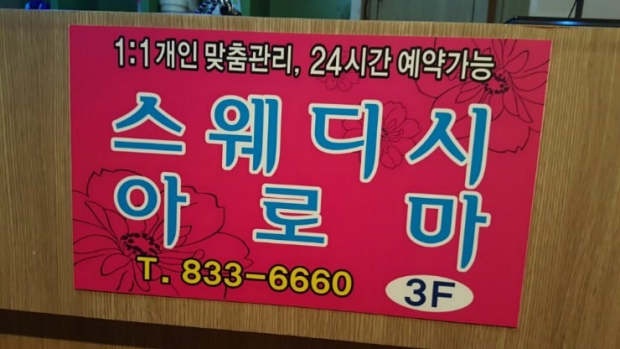 1:1개인 맞춤관리, 24시간 예약가능
스웨디시
아로마
T. 833-6660
3F